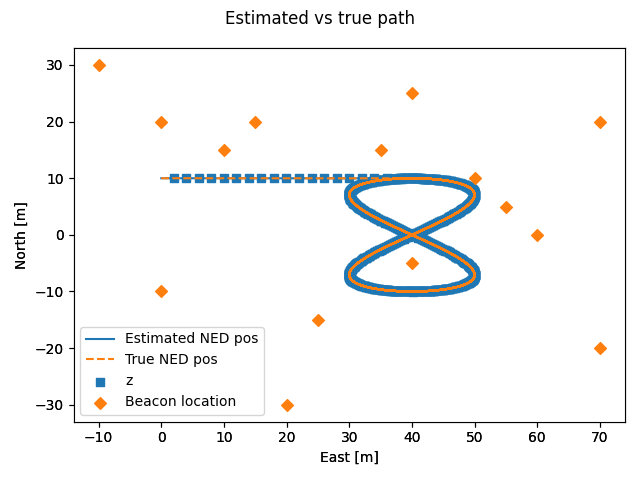 Estimated vs true path
North [m]
30
20
10
0
−10
−20
−30
Estimated NED pos
True NED pos
z
Beacon location
−10 0 10 20 30 40 50 60 70
East [m]